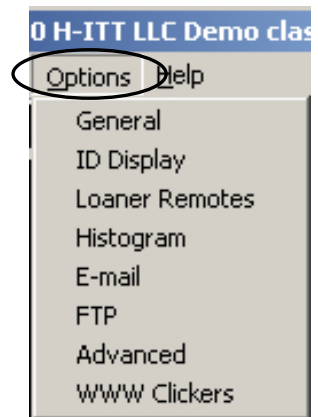 0 H-ITT LLC Demo clas
Options Help
General
ID Display
Loaner Remotes
Histogram
E-mail
FTP
Advanced
WWW Clickers